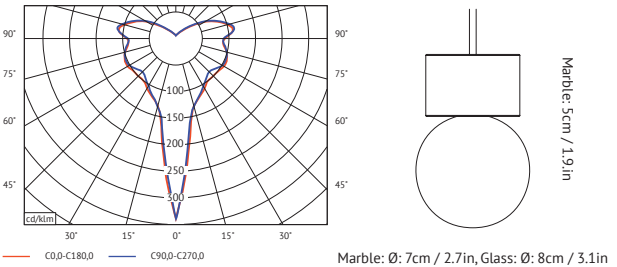 90° 90°
75° 75°
100
60° 60°
150
200
250
45° 45°
300
cd/klm
30° 15° 0° 15° 30°
C0,0-C180,0 C90,0-C270,0
Marble: 5cm / 1.9.in
Marble: Ø: 7cm / 2.7in, Glass: Ø: 8cm / 3.1in